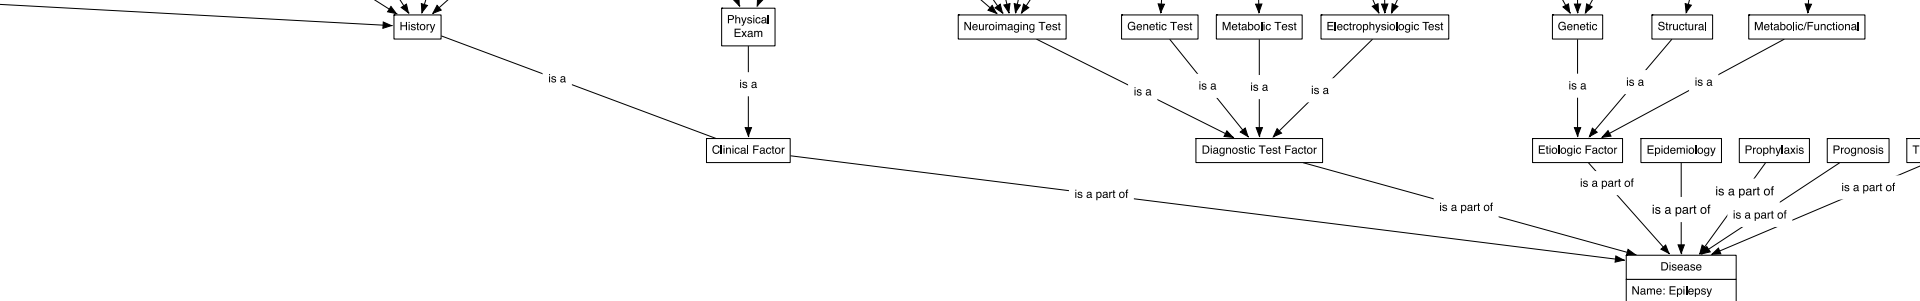 History
Physical
Exam
Neuroimaging Test
Genetic Test
Metabolic Test
Electrophysiologic Test
Genetic
Structural
Metabolic/Functional
is a
is a
is a
is a
is a
is a
is a
is a
is a
Clinical Factor
Diagnostic Test Factor
Etiologic Factor
Epidemiology
Prophylaxis
Prognosis
T
is a part of
is a part of
is a part of
is a part of
is a part of
is a part of
is a part of
Disease
Name: Epilepsy